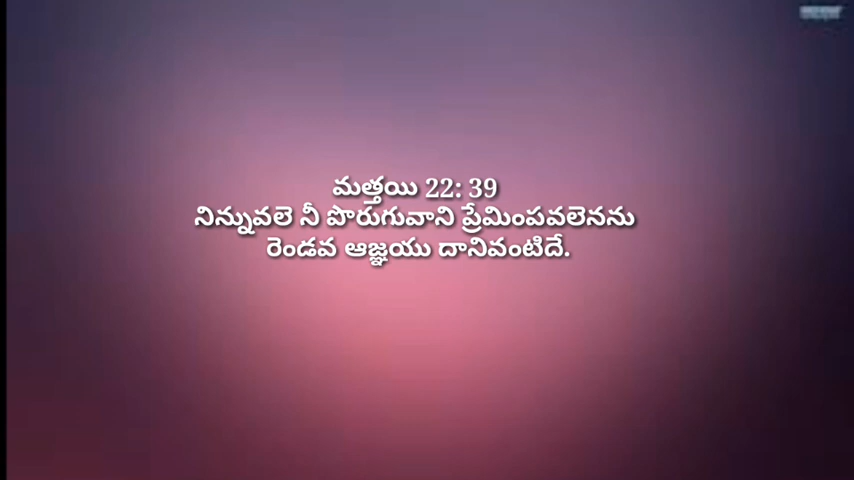 మత్తయి 22: 39
నిన్నువలె నీ పొరుగువాని ప్రేమింపవలెనను
రెండవ ఆజ్ఞయు దానివంటిదే.